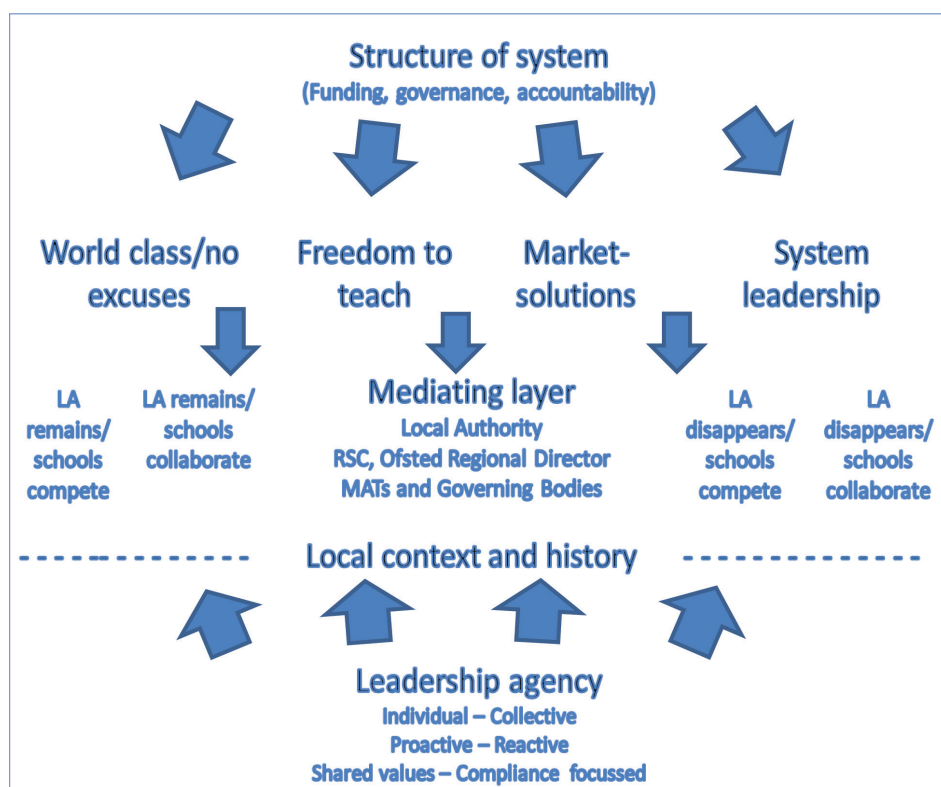 Structure of system
(Funding, governance, accountability)
World class/no
excuses
Freedom to
teach
Market-
solutions
System
leadership
LA
remains/
schools
compete
LA remains/
schools
collaborate
Mediating layer
Local Authority
RSC, Ofsted Regional Director
MATs and Governing Bodies
LA
disappears/
schools
compete
LA
disappears/
schools
collaborate
Local context and history
Leadership agency
Individual – Collective
Proactive – Reactive
Shared values – Compliance focussed